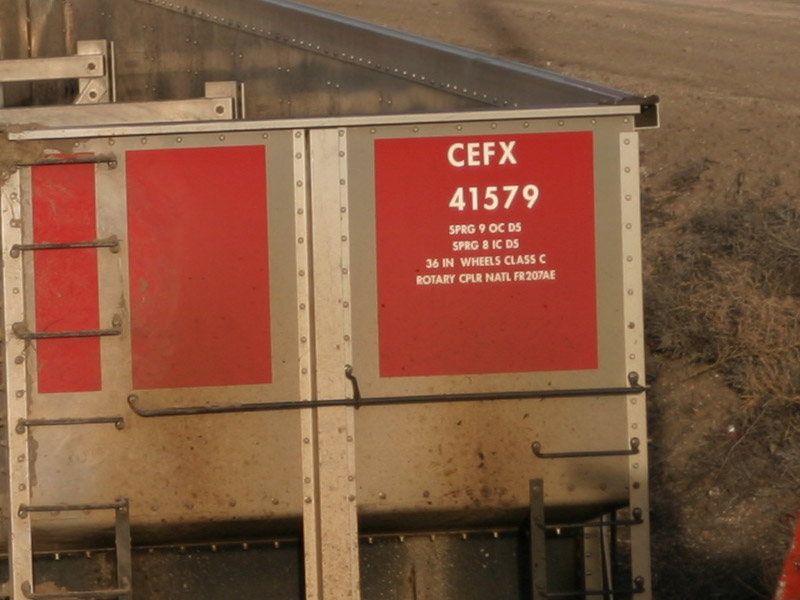 CEFX
41579
SPRG 9 OC D5
SPRG 8 IC D5
36 IN WHEELS CLASS C
ROTARY CPLR NATL FR207AE